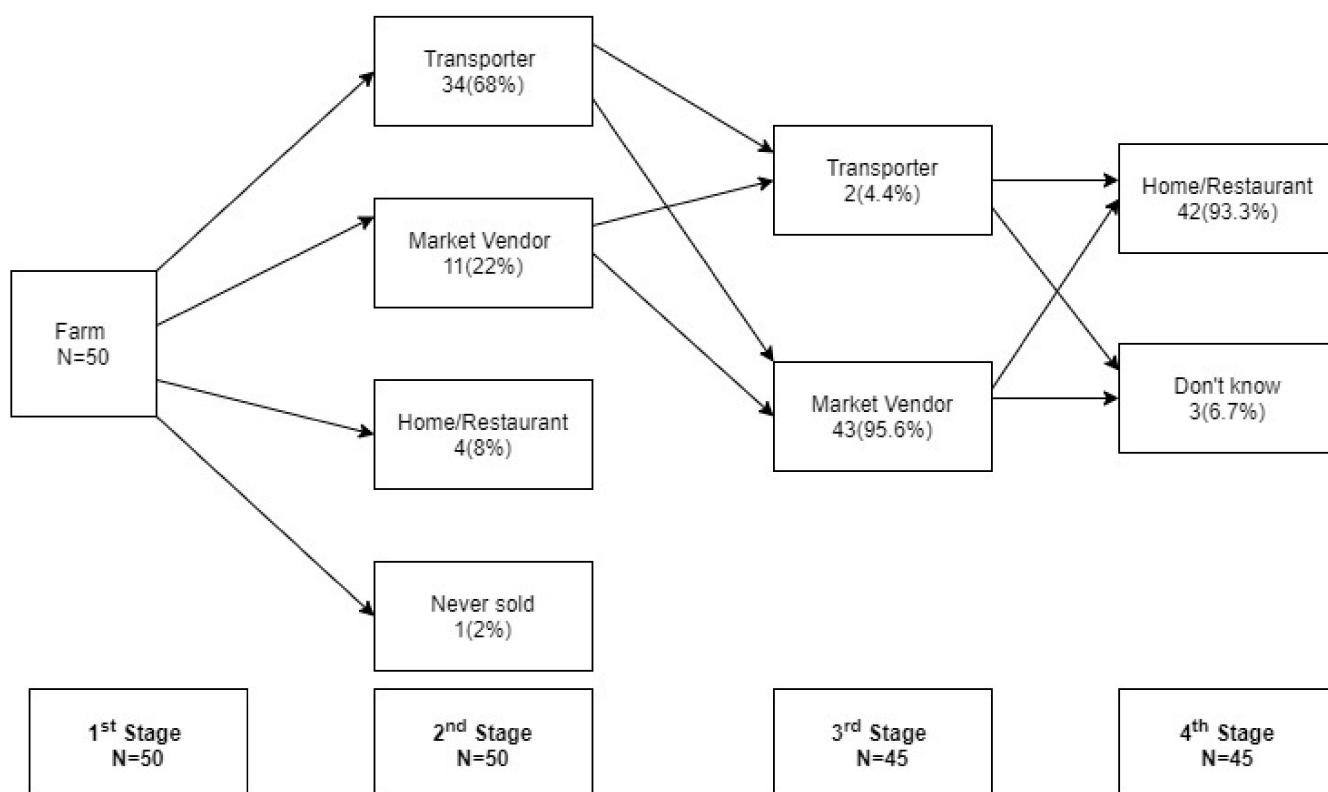 Farm
N=50
Transporter
34(68%)
Market Vendor
11(22%)
Home/Restaurant
4(8%)
Never sold
1(2%)
Transporter
2(4.4%)
Market Vendor
43(95.6%)
Home/Restaurant
42(93.3%)
Don't know
3(6.7%)
1st Stage
N=50
2nd Stage
N=50
3rd Stage
N=45
4th Stage
N=45